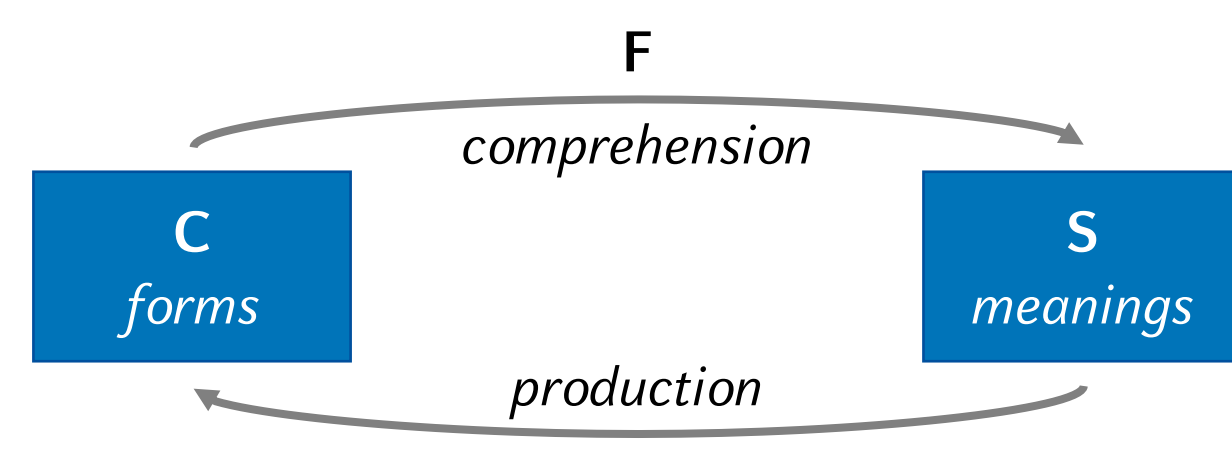 F
comprehension
C
forms
S
meanings
production